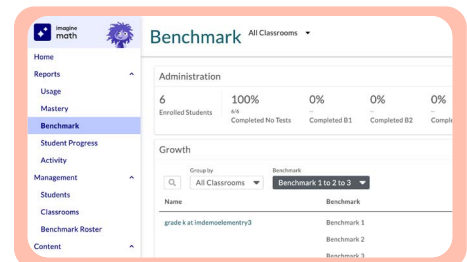 imagine
math
Home
Reports
Usage
Mastery
Benchmark
Student Progress
Activity
Management
Students
Classrooms
Benchmark Roster
Content
Benchmark All Classrooms
Administration
6 100% 0% 0% 0%
Enrolled Students 6/6 -- -- --
Completed No Tests Completed B1 Completed B2
Growth
Group by Benchmark
All Classrooms Benchmark 1 to 2 to 3
Name Benchmark
grade k at imdemoelementry3 Benchmark 1
Benchmark 2
Benchmark 3